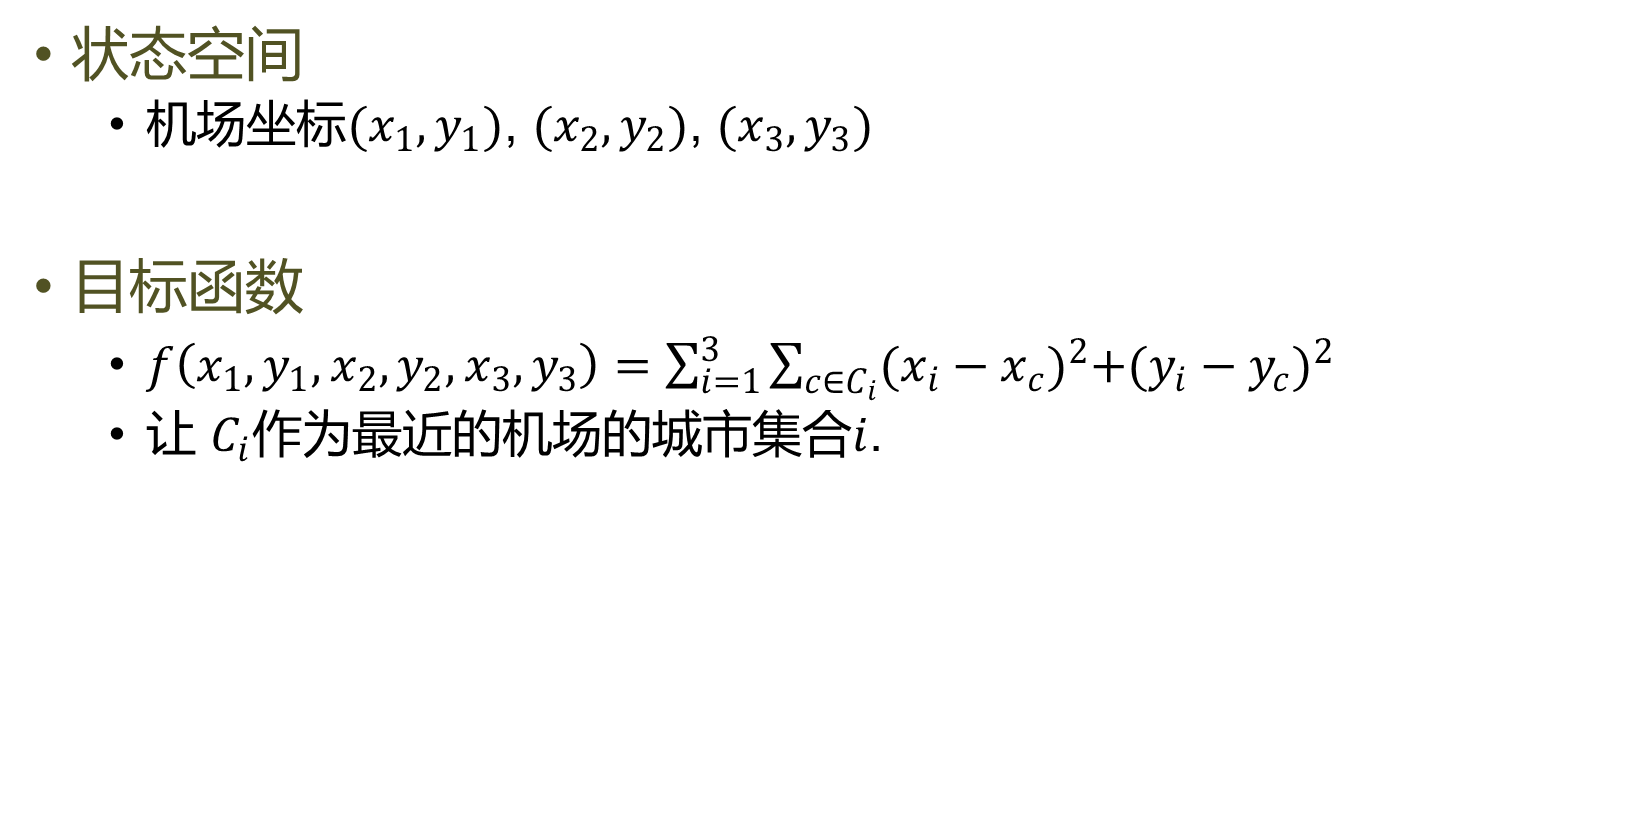 • 状态空间
• 机场坐标(x₁, y₁), (x₂, y₂), (x₃, y₃)
• 目标函数
• f(x₁, y₁, x₂, y₂, x₃, y₃) = ∑³ᵢ₌₁ ∑_{c∈Cᵢ}(xᵢ − x_c)²+(yᵢ − y_c)²
• 让 Cᵢ作为最近的机场的城市集合i.